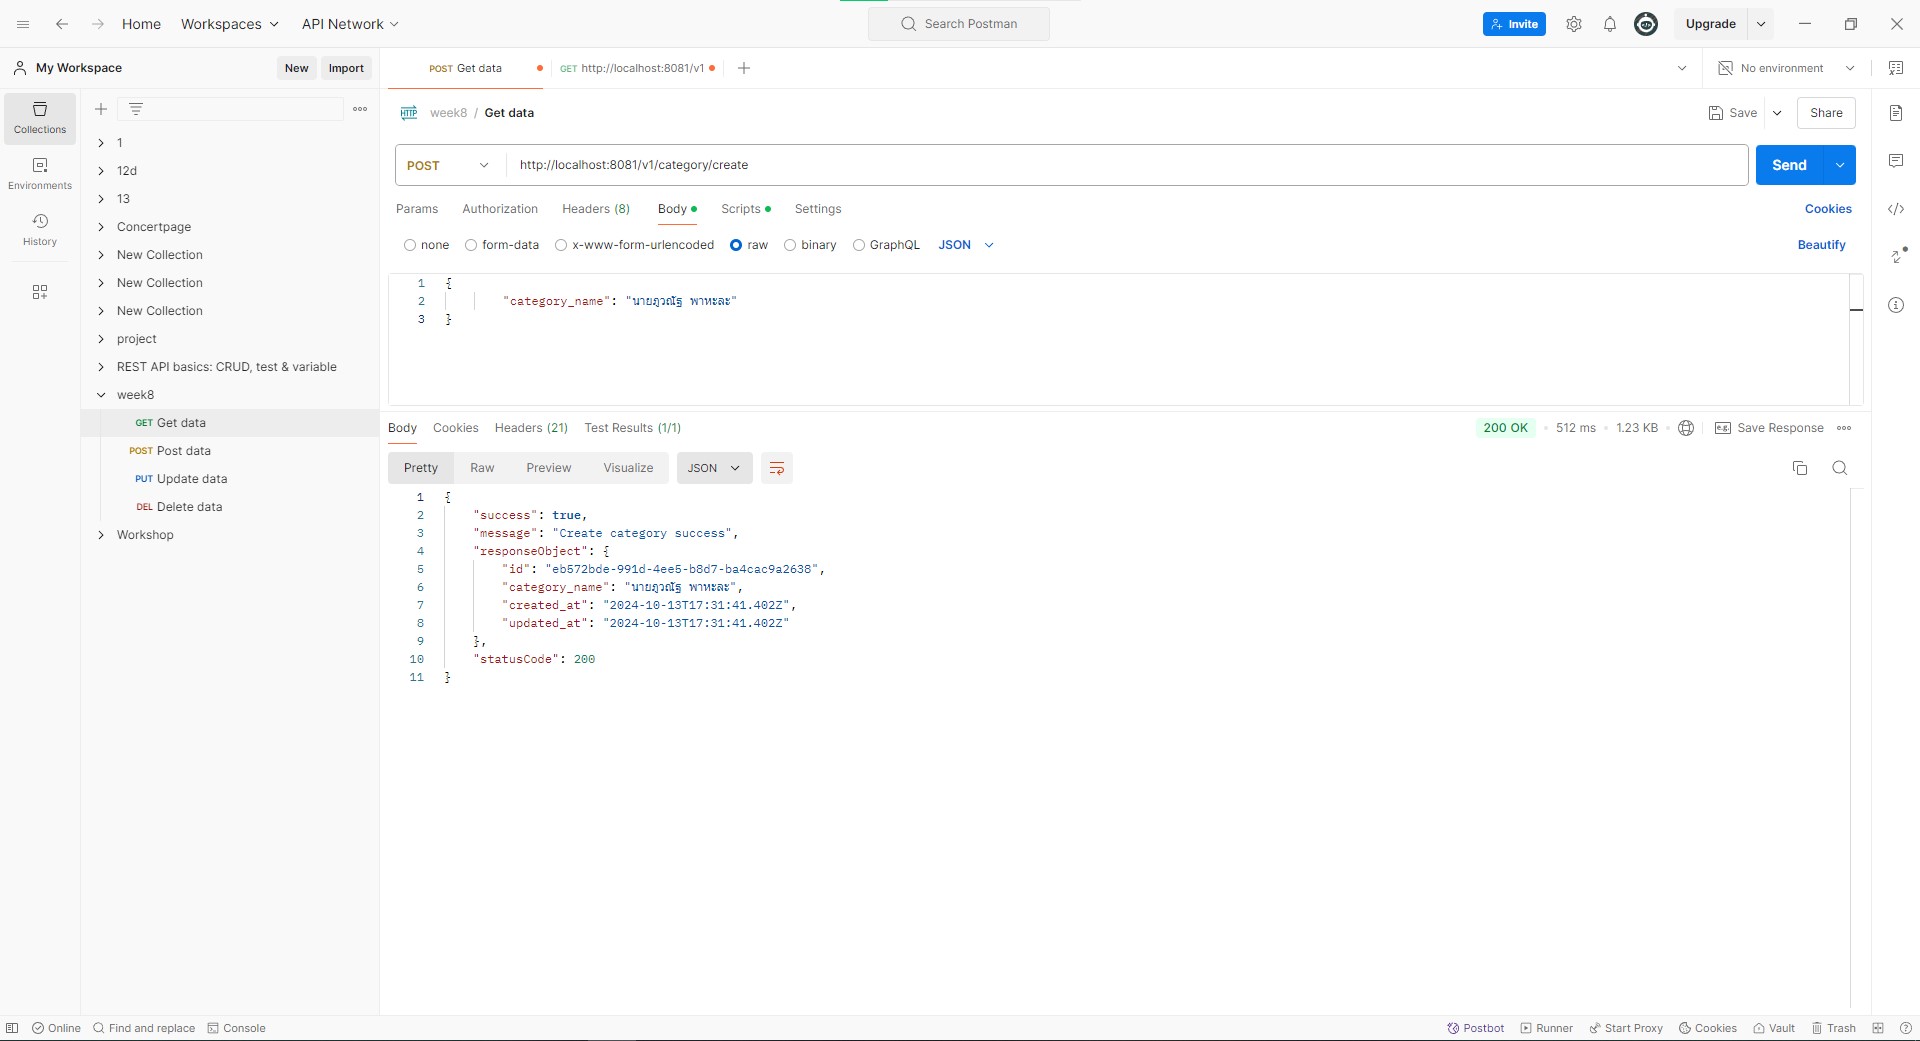 Home Workspaces API Network Search Postman Invite Upgrade
My Workspace New Import
POST Get data GET http://localhost:8081/v1 No environment
Collections
Environments
History
1
12d
13
Concertpage
New Collection
New Collection
New Collection
project
REST API basics: CRUD, test & variable
week8
GET Get data
POST Post data
PUT Update data
DEL Delete data
Workshop
HTTP week8 / Get data Save Share
POST http://localhost:8081/v1/category/create Send
Params Authorization Headers (8) Body Scripts Settings Cookies
none form-data x-www-form-urlencoded raw binary GraphQL JSON Beautify
1 {
2 "category_name": "นายภูวณัฐ พาหะละ"
3 }
Body Cookies Headers (21) Test Results (1/1) 200 OK 512 ms 1.23 KB e.g. Save Response
Pretty Raw Preview Visualize JSON
1 {
2 "success": true,
3 "message": "Create category success",
4 "responseObject": {
5 "id": "eb572bde-991d-4ee5-b8d7-ba4cac9a2638",
6 "category_name": "นายภูวณัฐ พาหะละ",
7 "created_at": "2024-10-13T17:31:41.402Z",
8 "updated_at": "2024-10-13T17:31:41.402Z"
9 },
10 "statusCode": 200
11 }
Online Find and replace Console Postbot Runner Start Proxy Cookies Vault Trash